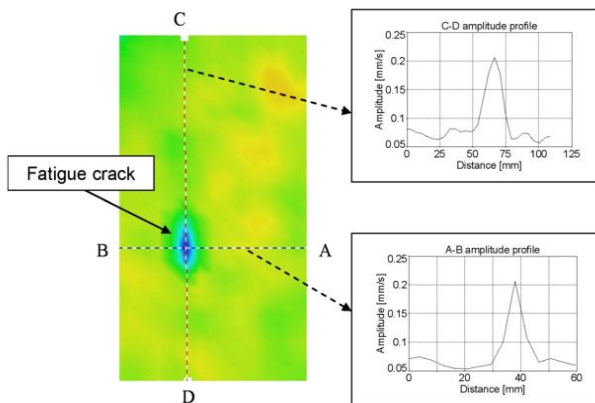 C
Fatigue crack
B
A
D
C-D amplitude profile
Amplitude [mm/s]
0.25
0.2
0.15
0.1
0.05
0
25
50
75
100
125
Distance [mm]
A-B amplitude profile
Amplitude [mm/s]
0.25
0.2
0.15
0.1
0.05
0
20
40
60
Distance [mm]